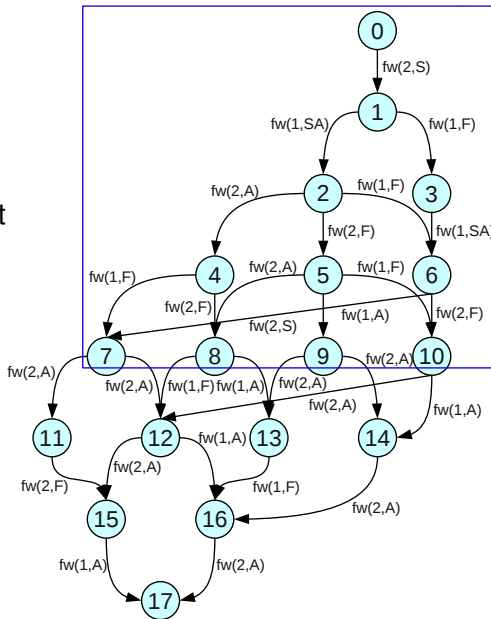 0
fw(2,S)
1
fw(1,SA)
fw(1,F)
2
3
fw(2,A)
fw(1,F)
t
fw(2,F)
fw(1,SA)
4
5
6
fw(2,A)
fw(1,F)
fw(1,F)
fw(2,F)
fw(1,A)
fw(2,F)
fw(2,S)
7
8
9
10
fw(2,A)
fw(2,A)
fw(1,F)
fw(1,A)
fw(2,A)
fw(2,A)
fw(2,A)
fw(1,A)
11
12
13
14
fw(1,A)
fw(2,F)
fw(2,A)
fw(1,F)
fw(2,A)
15
16
fw(1,A)
fw(2,A)
17